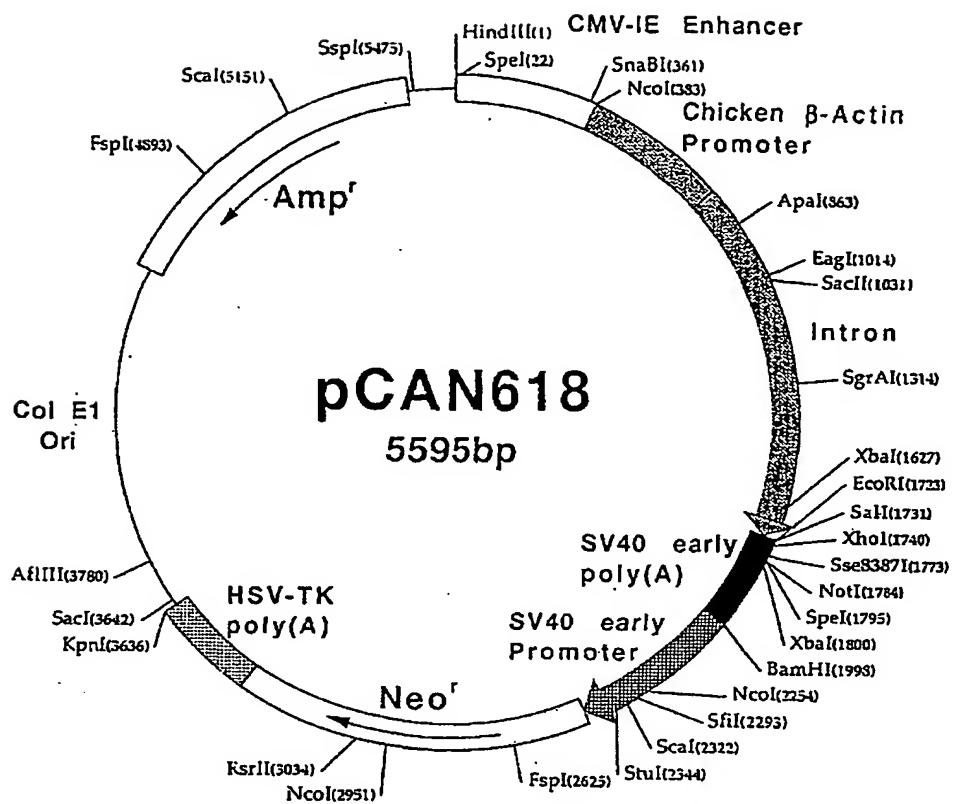 HindIII(1)
CMV-IE Enhancer
SspI(5475)
SpeI(22)
SnaBI(361)
ScaI(5151)
NcoI(383)
Chicken β-Actin
Promoter
FspI(4893)
Ampr
ApaI(863)
EagI(1014)
SacII(1031)
Intron
pCAN618
5595bp
SgrAI(1314)
Col E1
Ori
XbaI(1627)
EcoRI(1723)
SalI(1731)
XhoI(1740)
SV40 early
poly(A)
Sse8387I(1773)
AflIII(3780)
NotI(1784)
HSV-TK
poly(A)
SacI(3642)
SpeI(1795)
SV40 early
Promoter
KpnI(3636)
XbaI(1800)
BamHI(1998)
Neor
NcoI(2254)
SfiI(2293)
ScaI(2322)
KsrII(3034)
FspI(2625)
StuI(2344)
NcoI(2951)